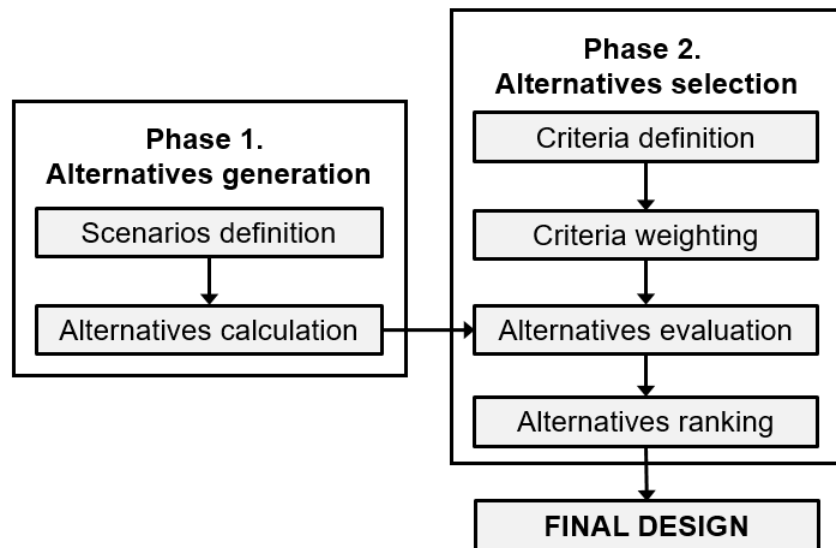 Phase 1.
Alternatives generation
Scenarios definition
Alternatives calculation
Phase 2.
Alternatives selection
Criteria definition
Criteria weighting
Alternatives evaluation
Alternatives ranking
FINAL DESIGN